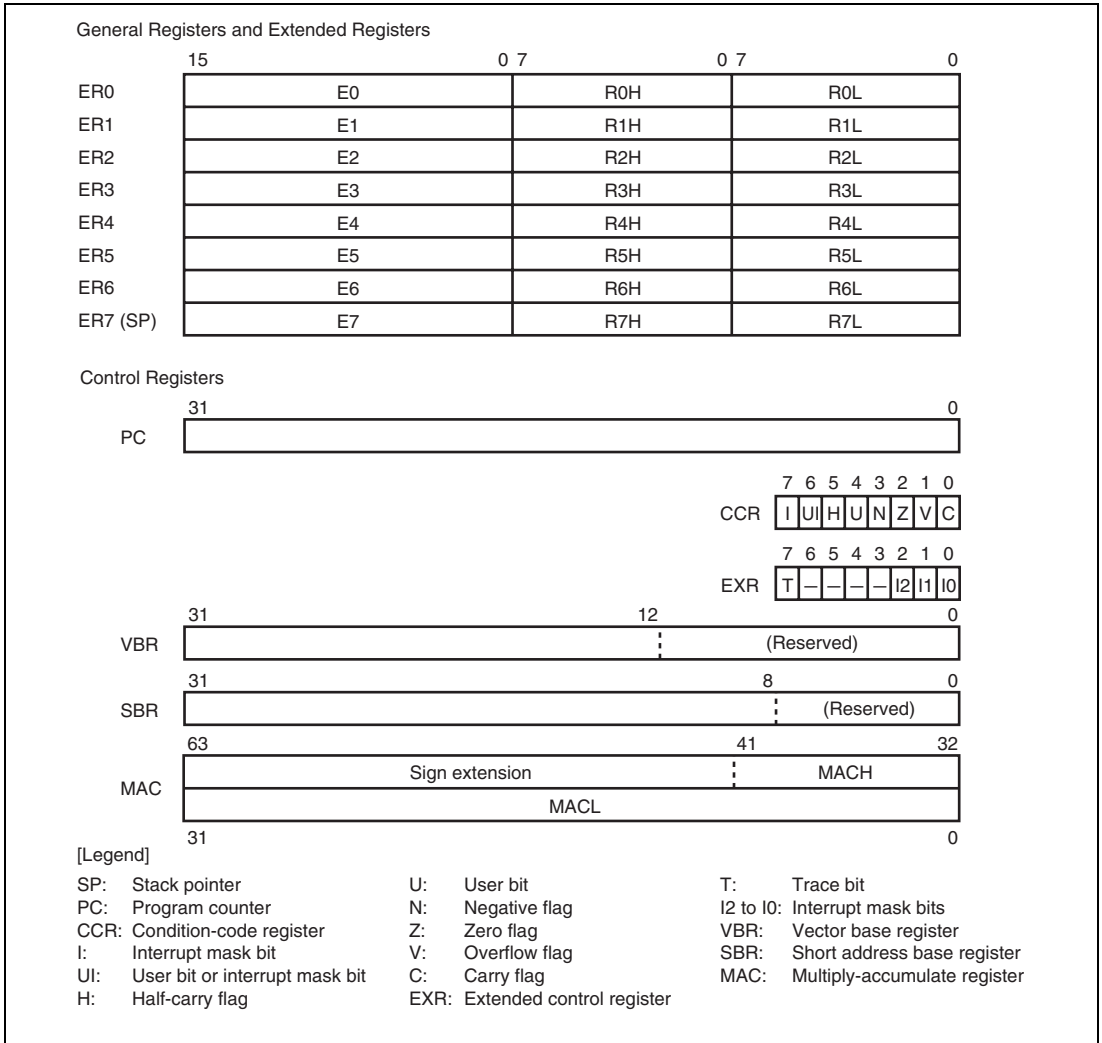 General Registers and Extended Registers
15 0 7 0 7 0
ER0 E0 R0H R0L
ER1 E1 R1H R1L
ER2 E2 R2H R2L
ER3 E3 R3H R3L
ER4 E4 R4H R4L
ER5 E5 R5H R5L
ER6 E6 R6H R6L
ER7 (SP) E7 R7H R7L
Control Registers
31 0
PC
7 6 5 4 3 2 1 0
CCR I UI H U N Z V C
7 6 5 4 3 2 1 0
EXR T — — — — I2 I1 I0
31 12 0
VBR (Reserved)
31 8 0
SBR (Reserved)
63 41 32
MAC Sign extension MACH
MACL
31 0
[Legend]
SP: Stack pointer U: User bit T: Trace bit
PC: Program counter N: Negative flag I2 to I0: Interrupt mask bits
CCR: Condition-code register Z: Zero flag VBR: Vector base register
I: Interrupt mask bit V: Overflow flag SBR: Short address base register
UI: User bit or interrupt mask bit C: Carry flag MAC: Multiply-accumulate register
H: Half-carry flag EXR: Extended control register